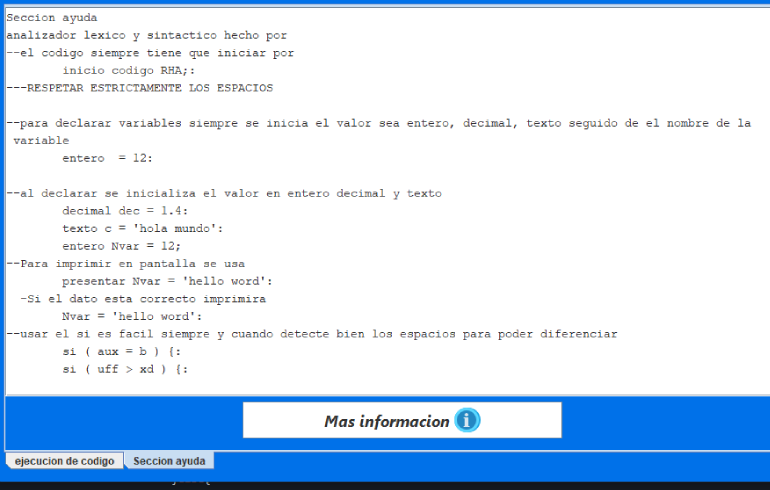 Seccion ayuda
analizador lexico y sintactico hecho por
--el codigo siempre tiene que iniciar por
inicio codigo RHA;:
---RESPETAR ESTRICTAMENTE LOS ESPACIOS
--para declarar variables siempre se inicia el valor sea entero, decimal, texto seguido de el nombre de la
variable
entero  = 12:
--al declarar se inicializa el valor en entero decimal y texto
decimal dec = 1.4:
texto c = 'hola mundo':
entero Nvar = 12;
--Para imprimir en pantalla se usa
presentar Nvar = 'hello word':
-Si el dato esta correcto imprimira
Nvar = 'hello word':
--usar el si es facil siempre y cuando detecte bien los espacios para poder diferenciar
si ( aux = b ) {:
si ( uff > xd ) {:
Mas informacion
ejecucion de codigo Seccion ayuda